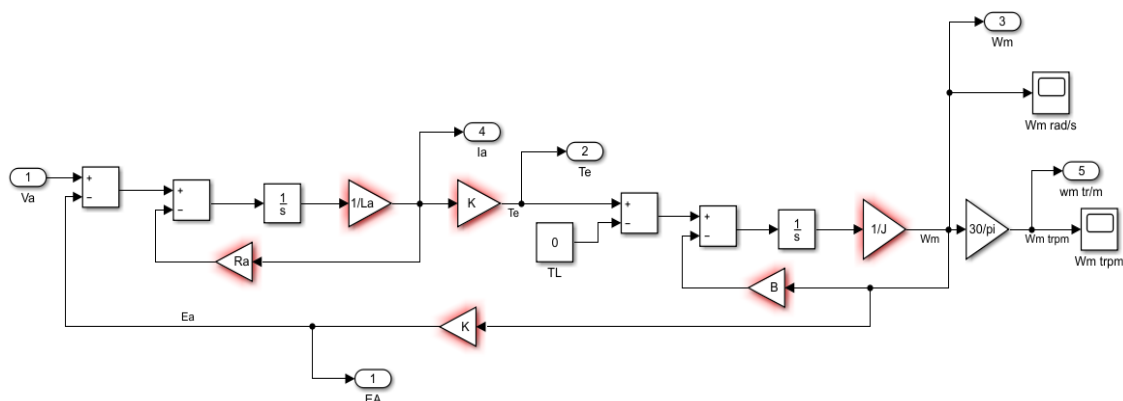 3
Wm
Wm rad/s
4
Ia
2
Te
1
Va
+
−
+
−
1
s
1/La
K
Te
+
−
+
−
1
s
1/J
Wm
30/pi
5
wm tr/m
Wm trpm
Wm trpm
0
TL
Ra
B
Ea
K
1
EA